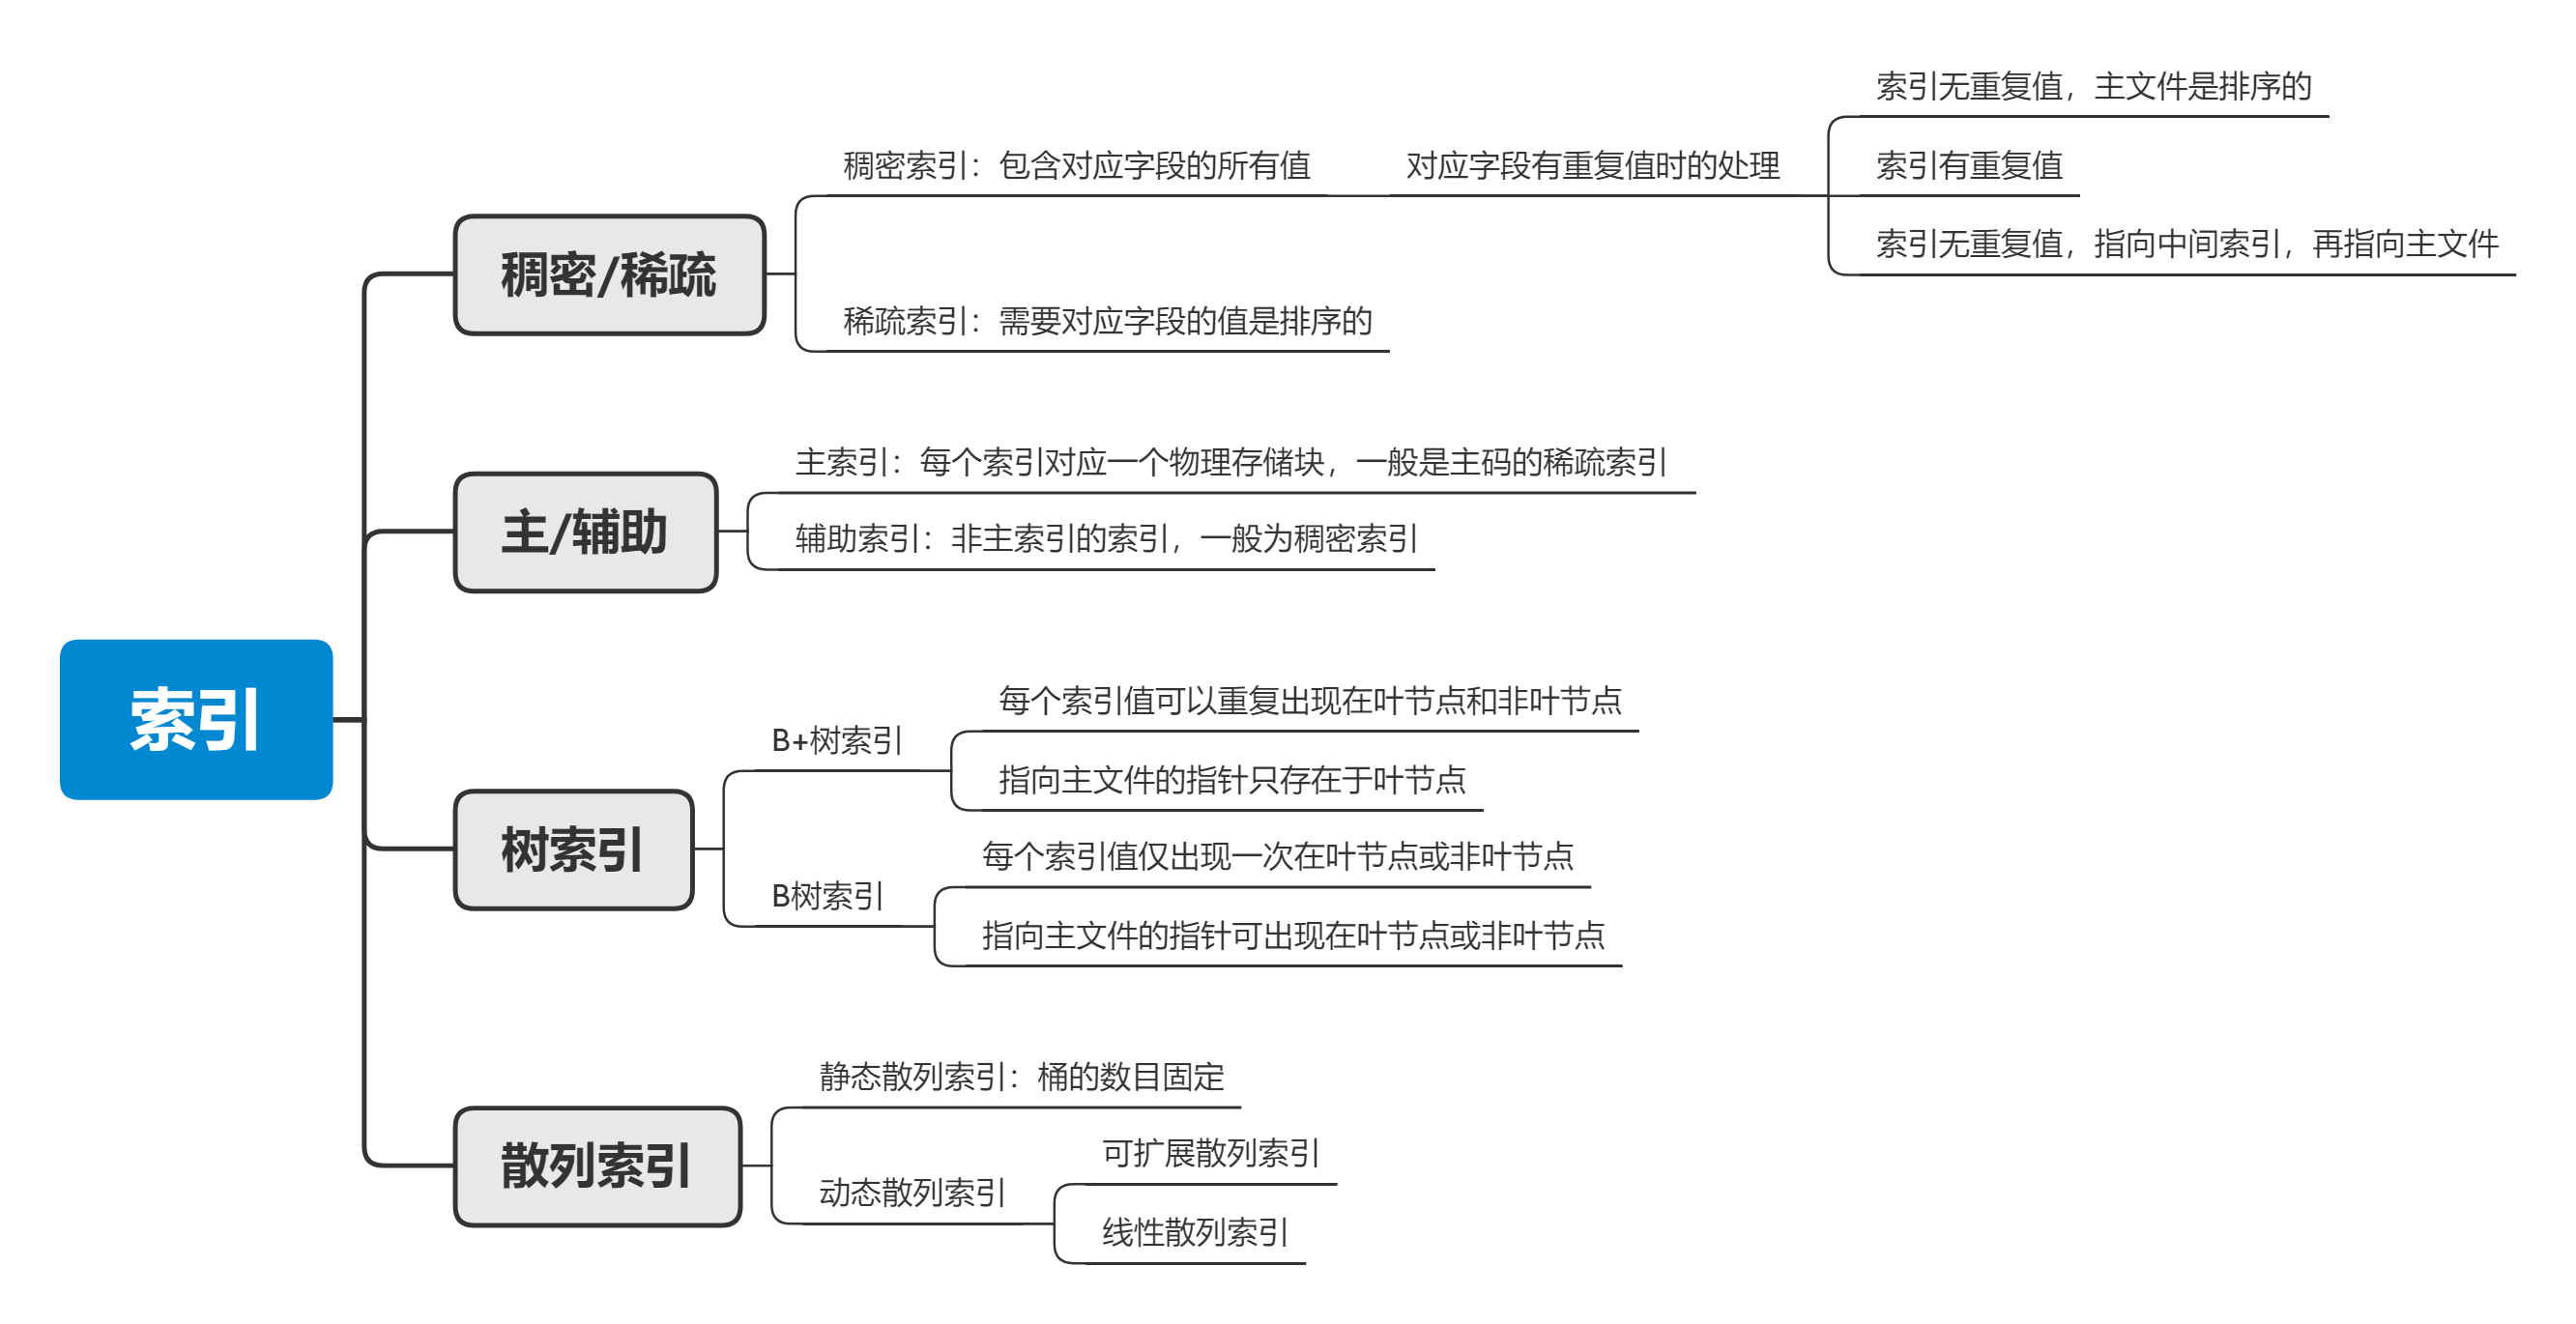 索引
稠密/稀疏
稠密索引：包含对应字段的所有值
对应字段有重复值时的处理
索引无重复值，主文件是排序的
索引有重复值
索引无重复值，指向中间索引，再指向主文件
稀疏索引：需要对应字段的值是排序的
主/辅助
主索引：每个索引对应一个物理存储块，一般是主码的稀疏索引
辅助索引：非主索引的索引，一般为稠密索引
树索引
B+树索引
每个索引值可以重复出现在叶节点和非叶节点
指向主文件的指针只存在于叶节点
B树索引
每个索引值仅出现一次在叶节点或非叶节点
指向主文件的指针可出现在叶节点或非叶节点
散列索引
静态散列索引：桶的数目固定
动态散列索引
可扩展散列索引
线性散列索引